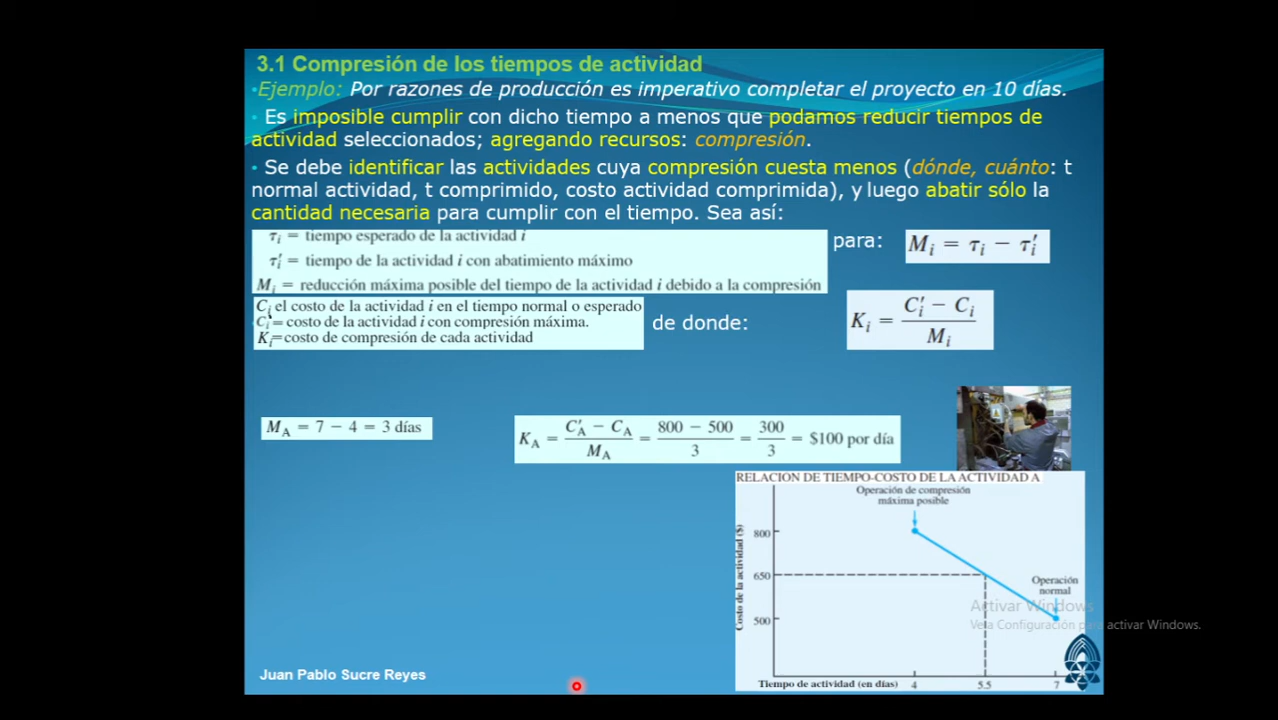 3.1 Compresión de los tiempos de actividad
•Ejemplo: Por razones de producción es imperativo completar el proyecto en 10 días.
• Es imposible cumplir con dicho tiempo a menos que podamos reducir tiempos de
actividad seleccionados; agregando recursos: compresión.
• Se debe identificar las actividades cuya compresión cuesta menos (dónde, cuánto: t
normal actividad, t comprimido, costo actividad comprimida), y luego abatir sólo la
cantidad necesaria para cumplir con el tiempo. Sea así:
τi = tiempo esperado de la actividad i
τi′ = tiempo de la actividad i con abatimiento máximo
Mi = reducción máxima posible del tiempo de la actividad i debido a la compresión
para:
Mi = τi − τi′
Ci el costo de la actividad i en el tiempo normal o esperado
Ci′= costo de la actividad i con compresión máxima.
Ki=costo de compresión de cada actividad
de donde:
Ki = (Ci′ − Ci) / Mi
MA = 7 − 4 = 3 días
KA = (CA′ − CA) / MA = (800 − 500) / 3 = 300 / 3 = $100 por día
RELACION DE TIEMPO-COSTO DE LA ACTIVIDAD A
Operación de compresión
máxima posible
Costo de la actividad ($)
800
650
500
Operación
normal
Tiempo de actividad (en días)
4
5.5
7
Activar Windows
Ve a Configuración para activar Windows.
Juan Pablo Sucre Reyes